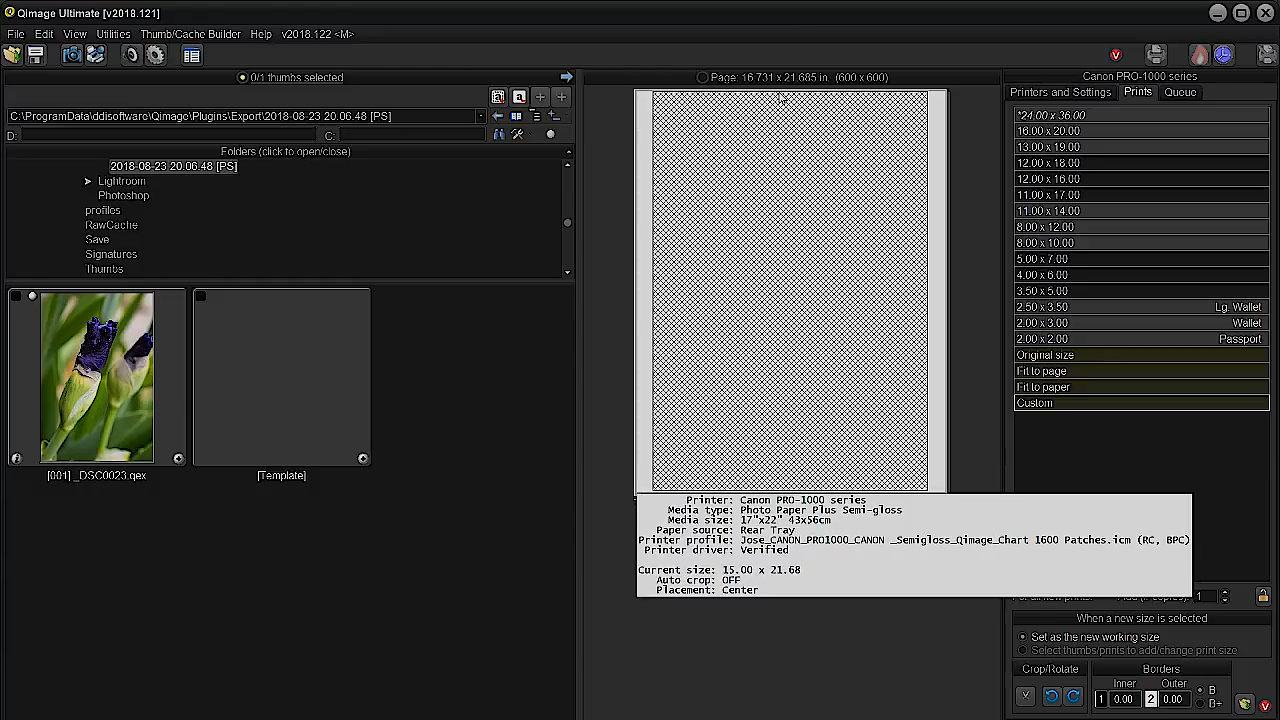 Qimage Ultimate [v2018.121]
File Edit View Utilities Thumb/Cache Builder Help v2018.122 <M>
0/1 thumbs selected
C:\ProgramData\ddisoftware\Qimage\Plugins\Export\2018-08-23 20.06.48 [PS]
D: C:
Folders (click to open/close)
2018-08-23 20.06.48 [PS]
Lightroom
Photoshop
profiles
RawCache
Save
Signatures
Thumbs
[001] _DSC0023.qex
[Template]
Page: 16.731 x 21.685 in. (600 x 600)
Printer: Canon PRO-1000 series
Media type: Photo Paper Plus Semi-gloss
Media size: 17"x22" 43x56cm
Paper source: Rear Tray
Printer profile: Jose_CANON_PRO1000_CANON _Semigloss_Qimage_Chart 1600 Patches.icm (RC, BPC)
Printer driver: Verified
Current size: 15.00 x 21.68
Auto crop: OFF
Placement: Center
Canon PRO-1000 series
Printers and Settings Prints Queue
*24.00 x 36.00
16.00 x 20.00
13.00 x 19.00
12.00 x 18.00
12.00 x 16.00
11.00 x 17.00
11.00 x 14.00
8.00 x 12.00
8.00 x 10.00
5.00 x 7.00
4.00 x 6.00
3.50 x 5.00
2.50 x 3.50 Lg. Wallet
2.00 x 3.00 Wallet
2.00 x 2.00 Passport
Original size
Fit to page
Fit to paper
Custom
1
When a new size is selected
Set as the new working size
Select thumbs/prints to add/change print size
Crop/Rotate Borders
Inner Outer
1 0.00 2 0.00 B
B+